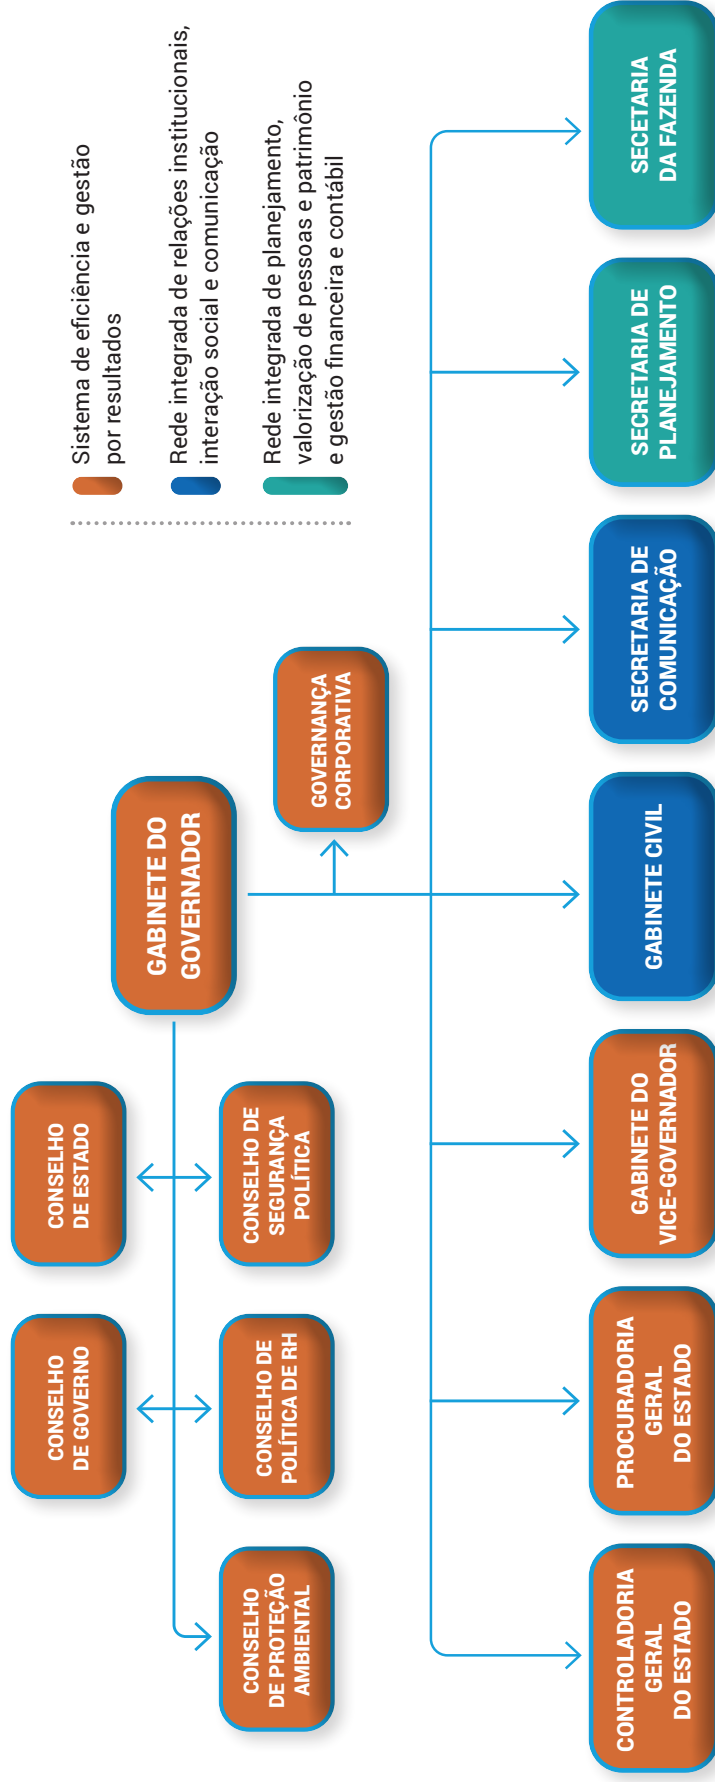 CONSELHO
DE GOVERNO
CONSELHO
DE ESTADO
CONSELHO
DE PROTEÇÃO
AMBIENTAL
CONSELHO DE
POLÍTICA DE RH
CONSELHO DE
SEGURANÇA
POLÍTICA
GABINETE DO
GOVERNADOR
GOVERNANÇA
CORPORATIVA
Sistema de eficiência e gestão
por resultados
Rede integrada de relações institucionais,
interação social e comunicação
Rede integrada de planejamento,
valorização de pessoas e patrimônio
e gestão financeira e contábil
CONTROLADORIA
GERAL
DO ESTADO
PROCURADORIA
GERAL
DO ESTADO
GABINETE DO
VICE-GOVERNADOR
GABINETE CIVIL
SECRETARIA DE
COMUNICAÇÃO
SECRETARIA DE
PLANEJAMENTO
SECETARIA
DA FAZENDA